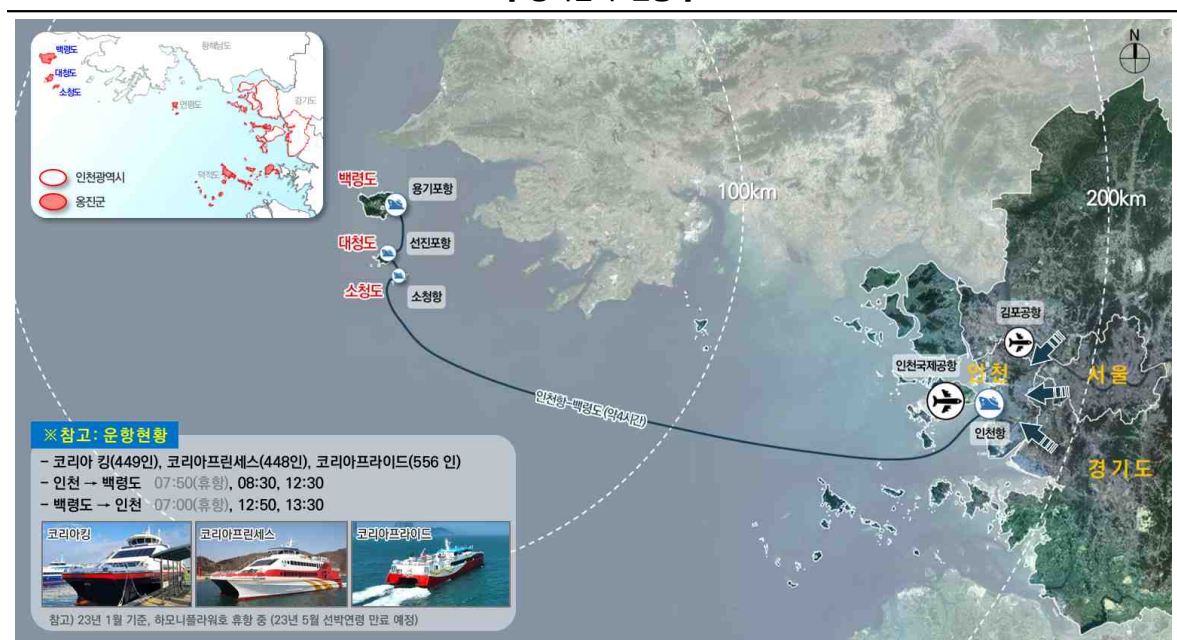 백령도
대청도
소청도
황해남도
연평도
경기도
덕적도
인천광역시
옹진군
N
백령도
용기포항
대청도
선진포항
소청도
소청항
100km
200km
김포공항
인천국제공항
인천
서울
인천항
경기도
인천항-백령도 (약4시간)
※참고: 운항현황
- 코리아 킹(449인), 코리아프린세스(448인), 코리아프라이드(556 인)
- 인천 → 백령도 07:50(휴항), 08:30, 12:30
- 백령도 → 인천 07:00(휴항), 12:50, 13:30
코리아킹
코리아프린세스
코리아프라이드
참고) 23년 1월 기준, 하모니플라워호 휴항 중 (23년 5월 선박연령 만료 예정)